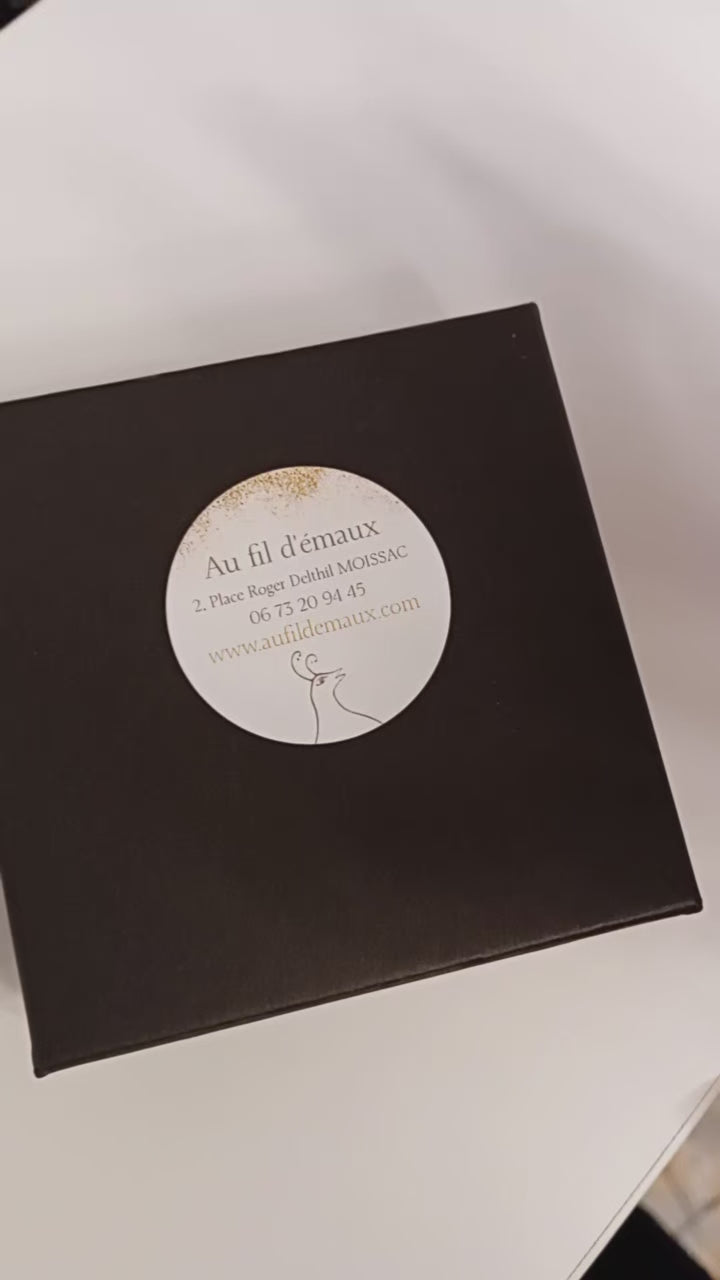 Au fil d'émaux
2. Place Roger Delthil MOISSAC
06 73 20 94 45
www.aufildemaux.com